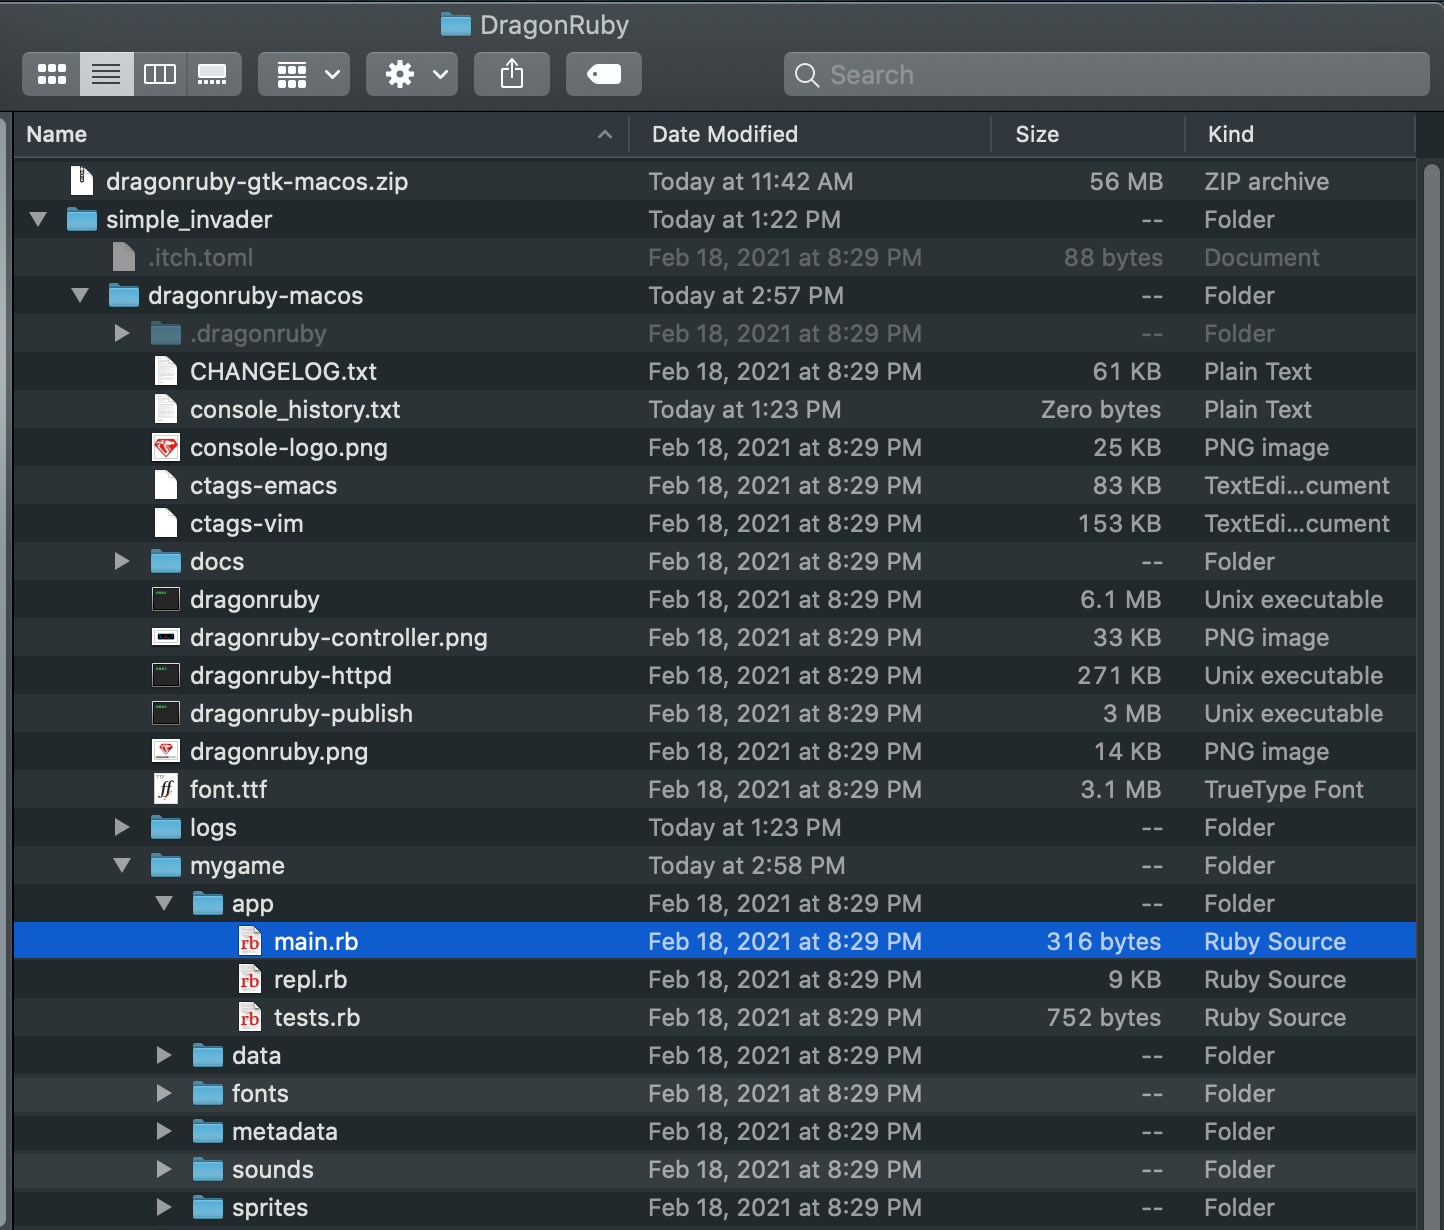 DragonRuby
Search
Name Date Modified Size Kind
dragonruby-gtk-macos.zip Today at 11:42 AM 56 MB ZIP archive
simple_invader Today at 1:22 PM -- Folder
.itch.toml Feb 18, 2021 at 8:29 PM 88 bytes Document
dragonruby-macos Today at 2:57 PM -- Folder
.dragonruby Feb 18, 2021 at 8:29 PM -- Folder
CHANGELOG.txt Feb 18, 2021 at 8:29 PM 61 KB Plain Text
console_history.txt Today at 1:23 PM Zero bytes Plain Text
console-logo.png Feb 18, 2021 at 8:29 PM 25 KB PNG image
ctags-emacs Feb 18, 2021 at 8:29 PM 83 KB TextEdi...cument
ctags-vim Feb 18, 2021 at 8:29 PM 153 KB TextEdi...cument
docs Feb 18, 2021 at 8:29 PM -- Folder
dragonruby Feb 18, 2021 at 8:29 PM 6.1 MB Unix executable
dragonruby-controller.png Feb 18, 2021 at 8:29 PM 33 KB PNG image
dragonruby-httpd Feb 18, 2021 at 8:29 PM 271 KB Unix executable
dragonruby-publish Feb 18, 2021 at 8:29 PM 3 MB Unix executable
dragonruby.png Feb 18, 2021 at 8:29 PM 14 KB PNG image
font.ttf Feb 18, 2021 at 8:29 PM 3.1 MB TrueType Font
logs Today at 1:23 PM -- Folder
mygame Today at 2:58 PM -- Folder
app Feb 18, 2021 at 8:29 PM -- Folder
rb main.rb Feb 18, 2021 at 8:29 PM 316 bytes Ruby Source
rb repl.rb Feb 18, 2021 at 8:29 PM 9 KB Ruby Source
rb tests.rb Feb 18, 2021 at 8:29 PM 752 bytes Ruby Source
data Feb 18, 2021 at 8:29 PM -- Folder
fonts Feb 18, 2021 at 8:29 PM -- Folder
metadata Feb 18, 2021 at 8:29 PM -- Folder
sounds Feb 18, 2021 at 8:29 PM -- Folder
sprites Feb 18, 2021 at 8:29 PM -- Folder